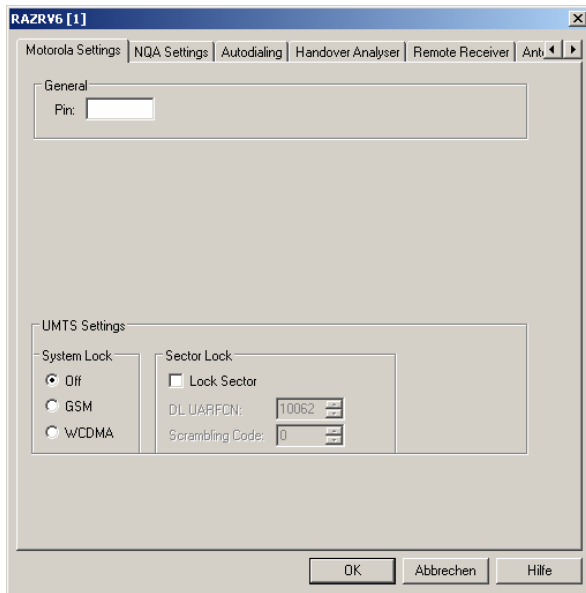 RAZRV6 [1]
Motorola Settings NQA Settings Autodialing Handover Analyser Remote Receiver
General
Pin:
UMTS Settings
System Lock
Off
GSM
WCDMA
Sector Lock
Lock Sector
DL UARFCN: 10062
Scrambling Code: 0
OK Abbrechen Hilfe